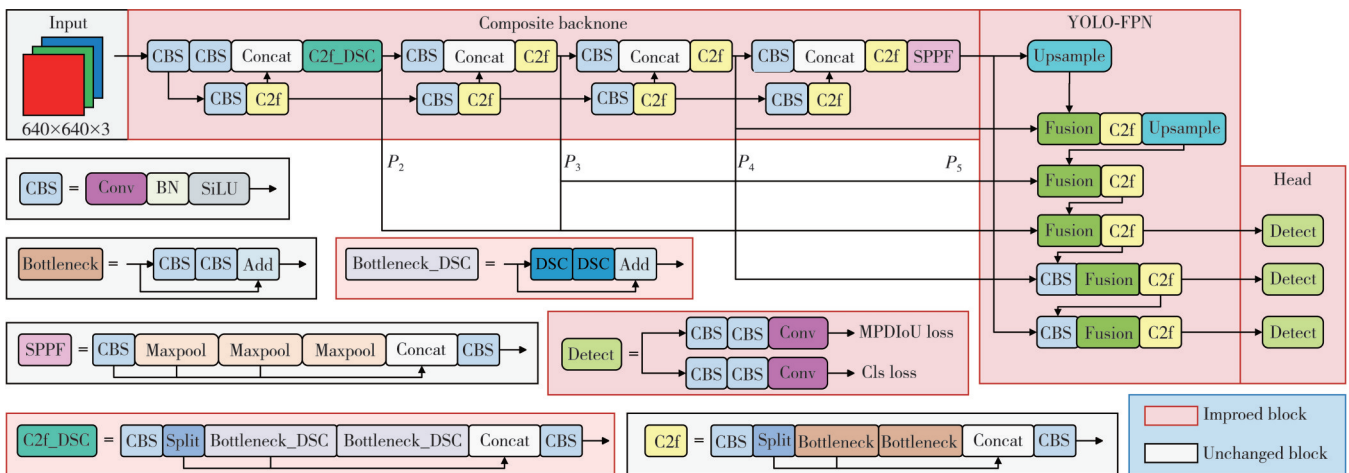 Input
Composite backnone
YOLO-FPN
CBS CBS Concat C2f_DSC CBS Concat C2f CBS Concat C2f CBS Concat C2f SPPF Upsample
CBS C2f CBS C2f CBS C2f CBS C2f
640×640×3
Fusion C2f Upsample
P2 P3 P4 P5
CBS = Conv BN SiLU
Fusion C2f
Head
Fusion C2f Detect
Bottleneck = CBS CBS Add
Bottleneck_DSC = DSC DSC Add
CBS Fusion C2f Detect
CBS Fusion C2f Detect
SPPF = CBS Maxpool Maxpool Maxpool Concat CBS
Detect = CBS CBS Conv MPDIoU loss
CBS CBS Conv Cls loss
C2f_DSC = CBS Split Bottleneck_DSC Bottleneck_DSC Concat CBS
C2f = CBS Split Bottleneck Bottleneck Concat CBS
Improed block
Unchanged block